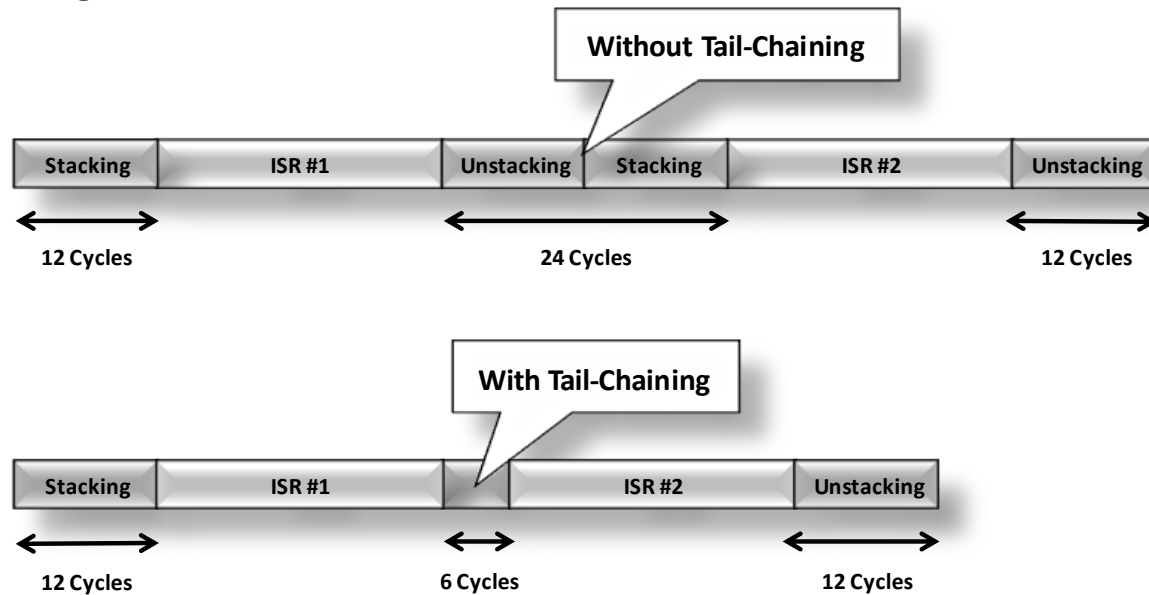 Without Tail-Chaining
Stacking ISR #1 Unstacking Stacking ISR #2 Unstacking
12 Cycles 24 Cycles 12 Cycles
With Tail-Chaining
Stacking ISR #1 ISR #2 Unstacking
12 Cycles 6 Cycles 12 Cycles